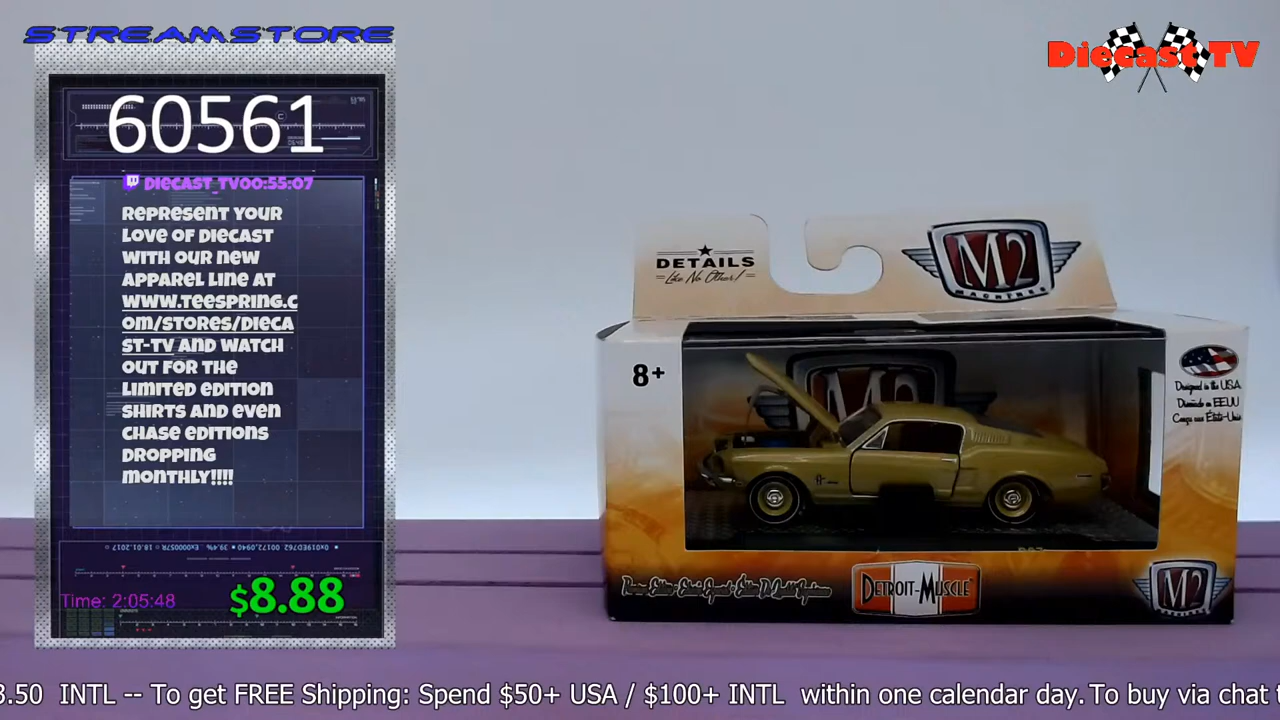 STREAMSTORE
Diecast TV
60561
DIECAST_TV00:55:07
REPRESENT YOUR
LOVE OF DIECAST
WITH OUR NEW
APPAREL LINE AT
WWW.TEESPRING.C
OM/STORES/DIECA
ST-TV AND WATCH
OUT FOR THE
LIMITED EDITION
SHIRTS AND EVEN
CHASE EDITIONS
DROPPING
MONTHLY!!!!
Time: 2:05:48
$8.88
DETAILS
Like No Other!
M2
MACHINES
8+
Designed in the USA
Diseñado en EEUU
Conçu aux États-Unis
DETROIT-MUSCLE
M2
3.50 INTL -- To get FREE Shipping: Spend $50+ USA / $100+ INTL within one calendar day. To buy via chat